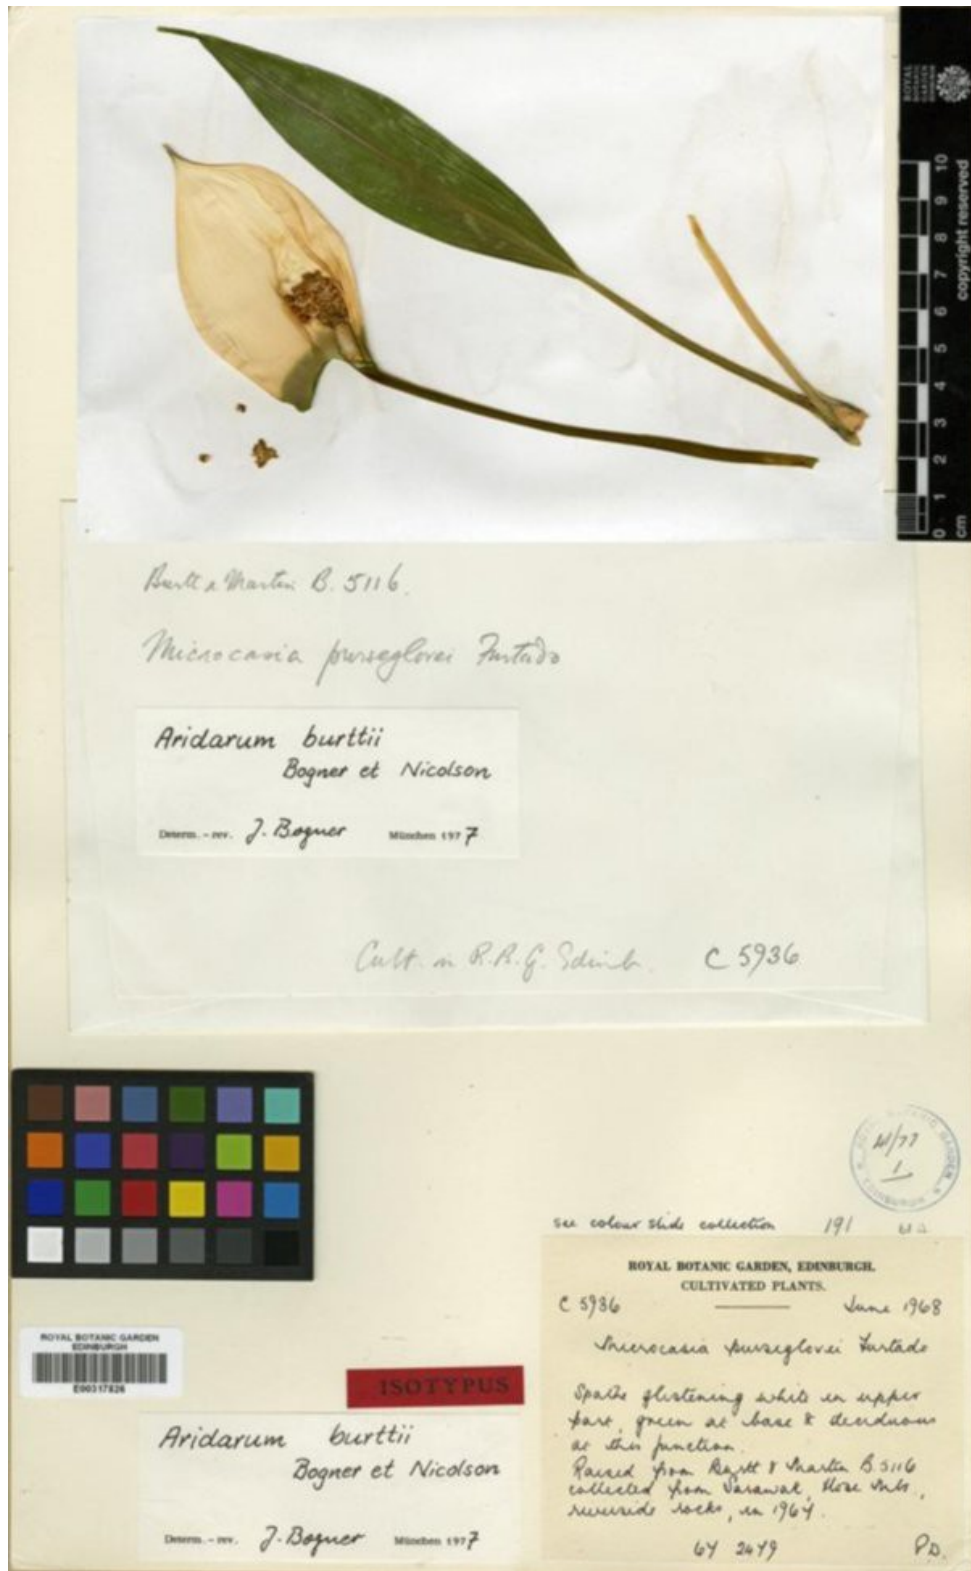 ROYAL
BOTANIC
GARDEN
EDINBURGH
10
9
8
7
6
5
4
3
2
1
0
cm
copyright reserved
Burtt & Martin B. 5116.
Microcasia purseglovei Furtado
Aridarum burttii
Bogner et Nicolson
Determ. – rev. J. Bogner München 1977
Cult. in R.B.G. Edinb. C 5936
BOTANIC GARDEN
EDINBURGH
H/77
1
see colour slide collection 191
ROYAL BOTANIC GARDEN, EDINBURGH.
CULTIVATED PLANTS.
C 5936 June 1968
Microcasia purseglovei Furtado
Spathe glistening white in upper
part, green at base & deciduous
at this junction.
Raised from Burtt & Martin B.5116
collected from Sarawak, Hose Mts,
riverside rocks, in 1964.
64 2479 P.D.
ROYAL BOTANIC GARDEN
EDINBURGH
E00317826
ISOTYPUS
Aridarum burttii
Bogner et Nicolson
Determ. – rev. J. Bogner München 1977